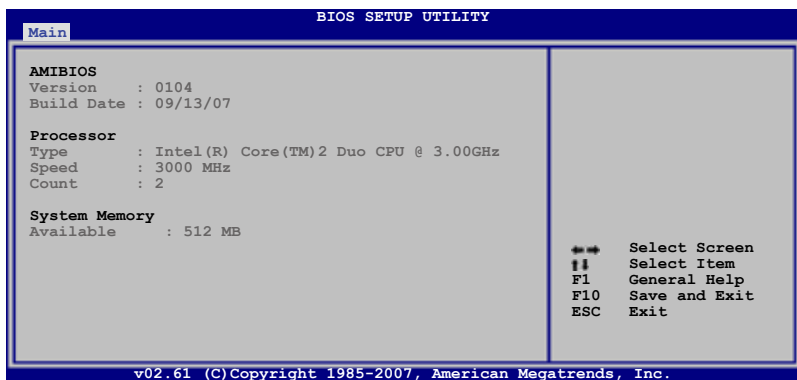 BIOS SETUP UTILITY
Main
AMIBIOS
Version : 0104
Build Date : 09/13/07
Processor
Type : Intel(R) Core(TM)2 Duo CPU @ 3.00GHz
Speed : 3000 MHz
Count : 2
System Memory
Available : 512 MB
←→ Select Screen
↑↓ Select Item
F1 General Help
F10 Save and Exit
ESC Exit
v02.61 (C)Copyright 1985-2007, American Megatrends, Inc.